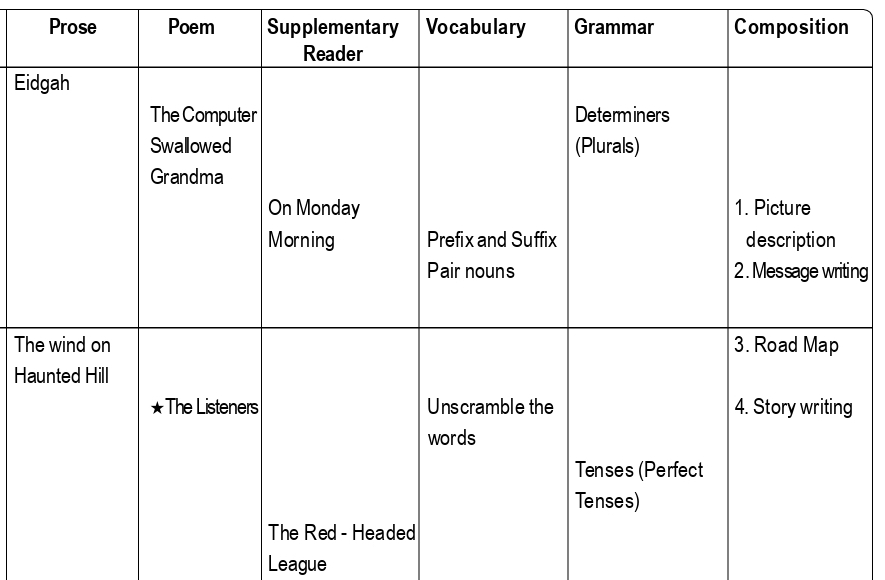 Prose Poem Supplementary Reader Vocabulary Grammar Composition
Eidgah
The Computer
Swallowed
Grandma
On Monday
Morning
Prefix and Suffix
Pair nouns
Determiners
(Plurals)
1. Picture
description
2. Message writing
The wind on
Haunted Hill
★The Listeners
The Red - Headed
League
Unscramble the
words
Tenses (Perfect
Tenses)
3. Road Map
4. Story writing